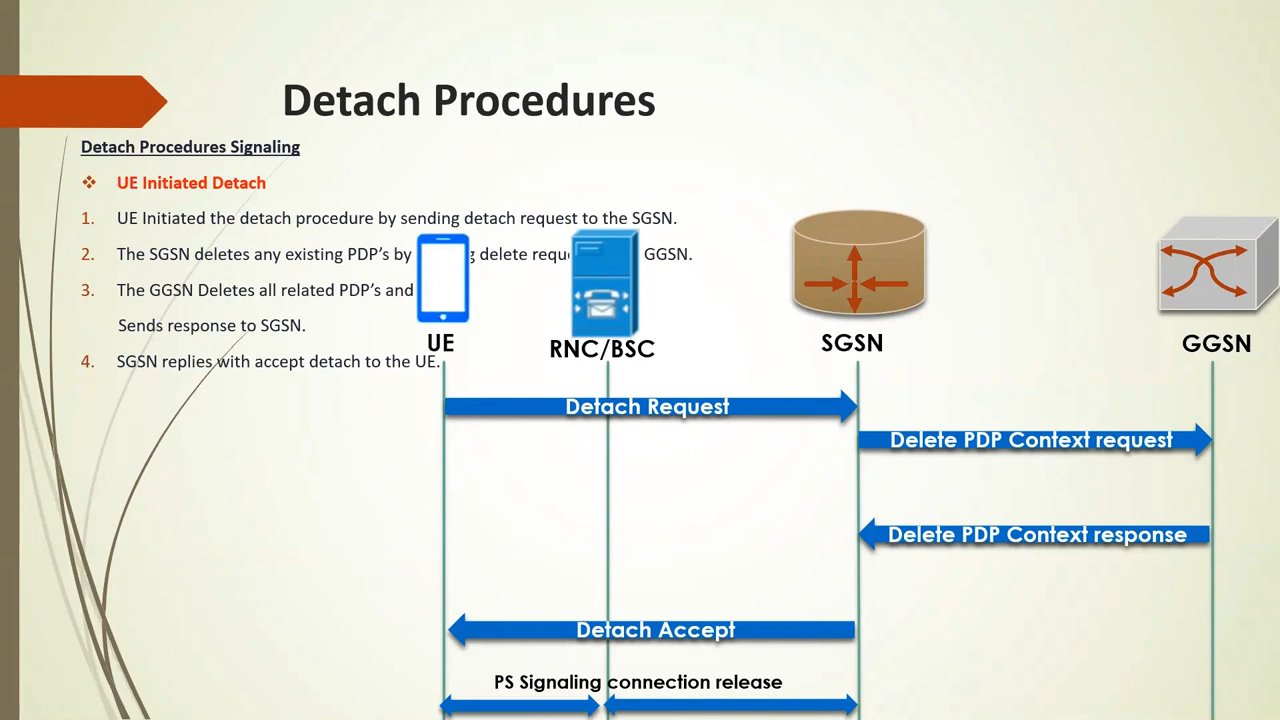 Detach Procedures
Detach Procedures Signaling
UE Initiated Detach
1. UE Initiated the detach procedure by sending detach request to the SGSN.
2. The SGSN deletes any existing PDP's by delete GGSN.
3. The GGSN Deletes all related PDP's and
Sends response to SGSN.
4. SGSN replies with accept detach to the UE.
UE
RNC/BSC
SGSN
GGSN
Detach Request
Delete PDP Context request
Delete PDP Context response
Detach Accept
PS Signaling connection release